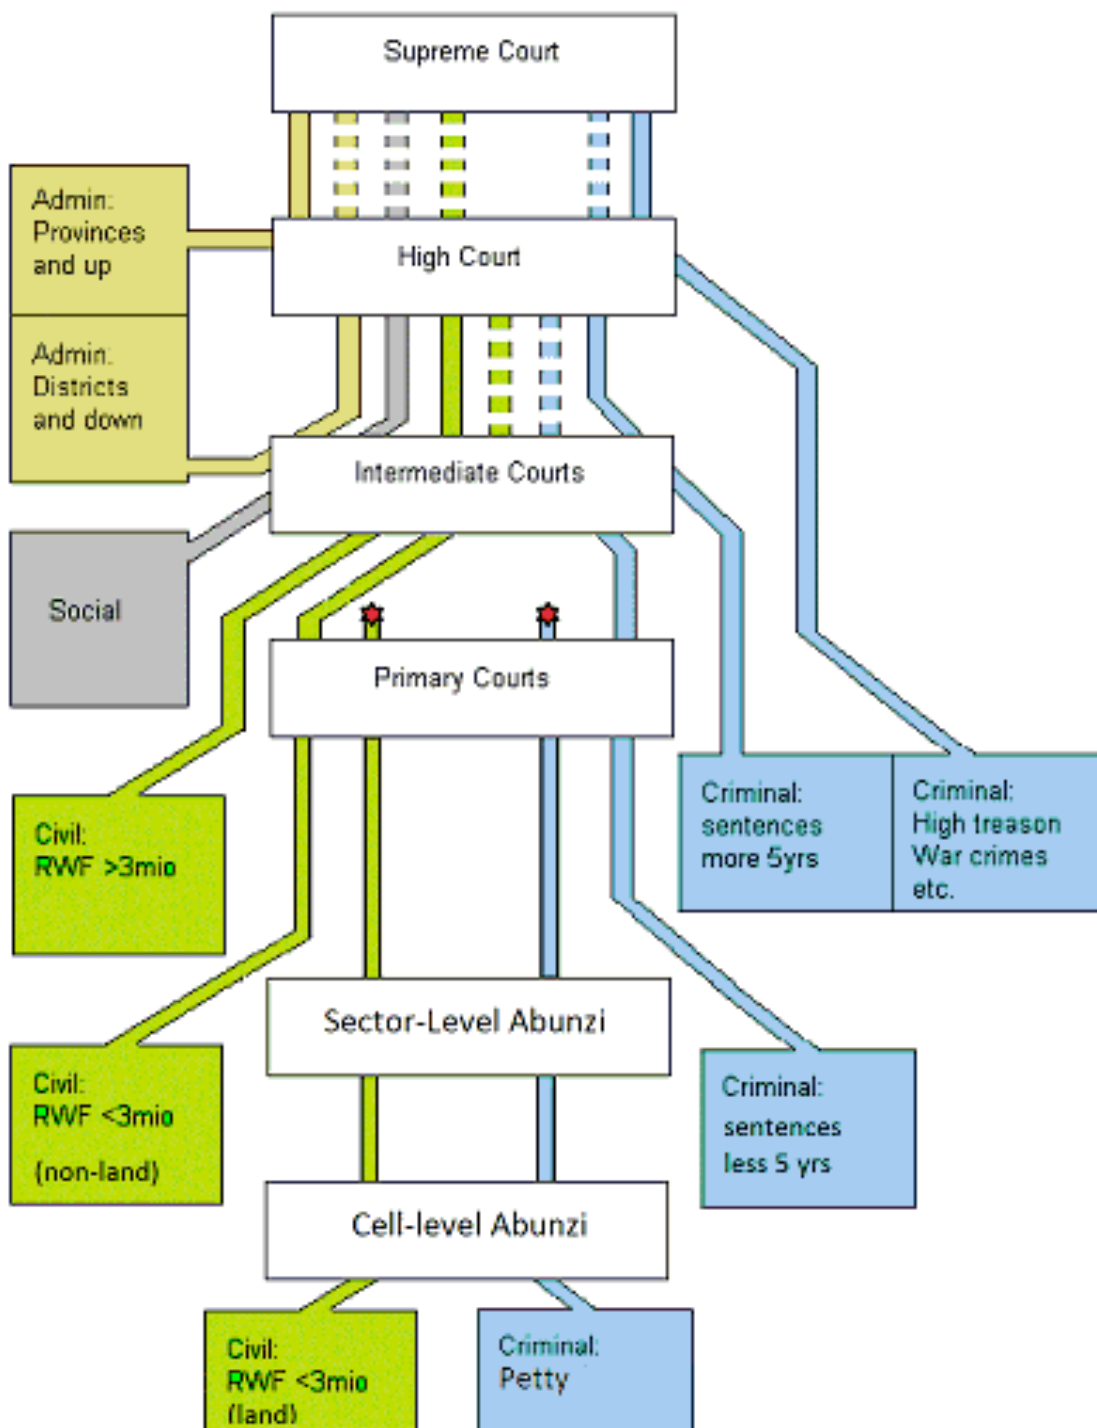 Supreme Court
Admin:
Provinces
and up
High Court
Admin:
Districts
and down
Intermediate Courts
Social
Primary Courts
Civil:
RWF >3mio
Criminal:
sentences
more 5yrs
Criminal:
High treason
War crimes
etc.
Sector-Level Abunzi
Civil:
RWF <3mio
(non-land)
Criminal:
sentences
less 5 yrs
Cell-level Abunzi
Civil:
RWF <3mio
(land)
Criminal:
Petty